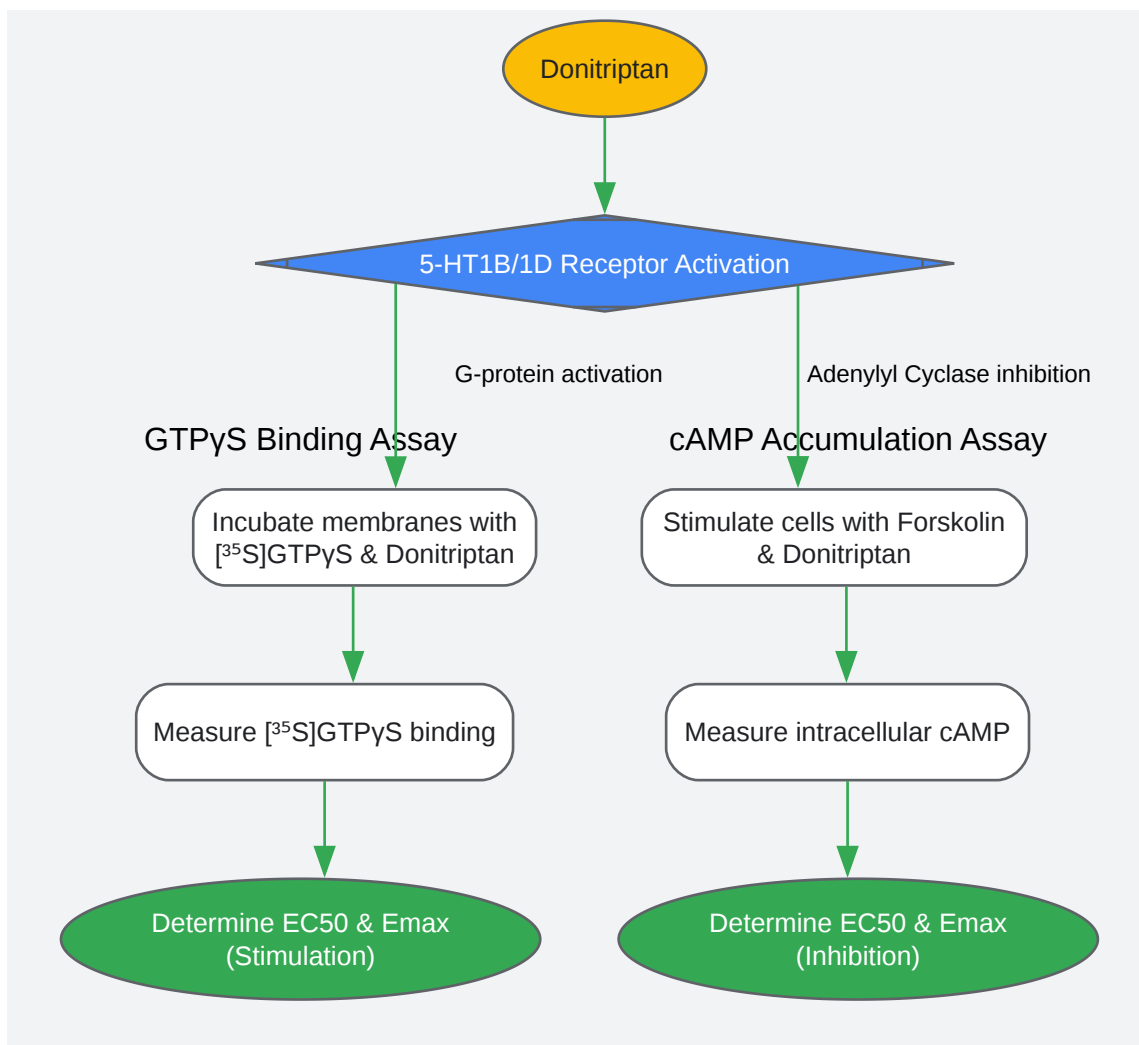 Donitriptan
5-HT1B/1D Receptor Activation
G-protein activation
Adenylyl Cyclase inhibition
GTPγS Binding Assay
cAMP Accumulation Assay
Incubate membranes with
[³⁵S]GTPγS & Donitriptan
Stimulate cells with Forskolin
& Donitriptan
Measure [³⁵S]GTPγS binding
Measure intracellular cAMP
Determine EC50 & Emax
(Stimulation)
Determine EC50 & Emax
(Inhibition)